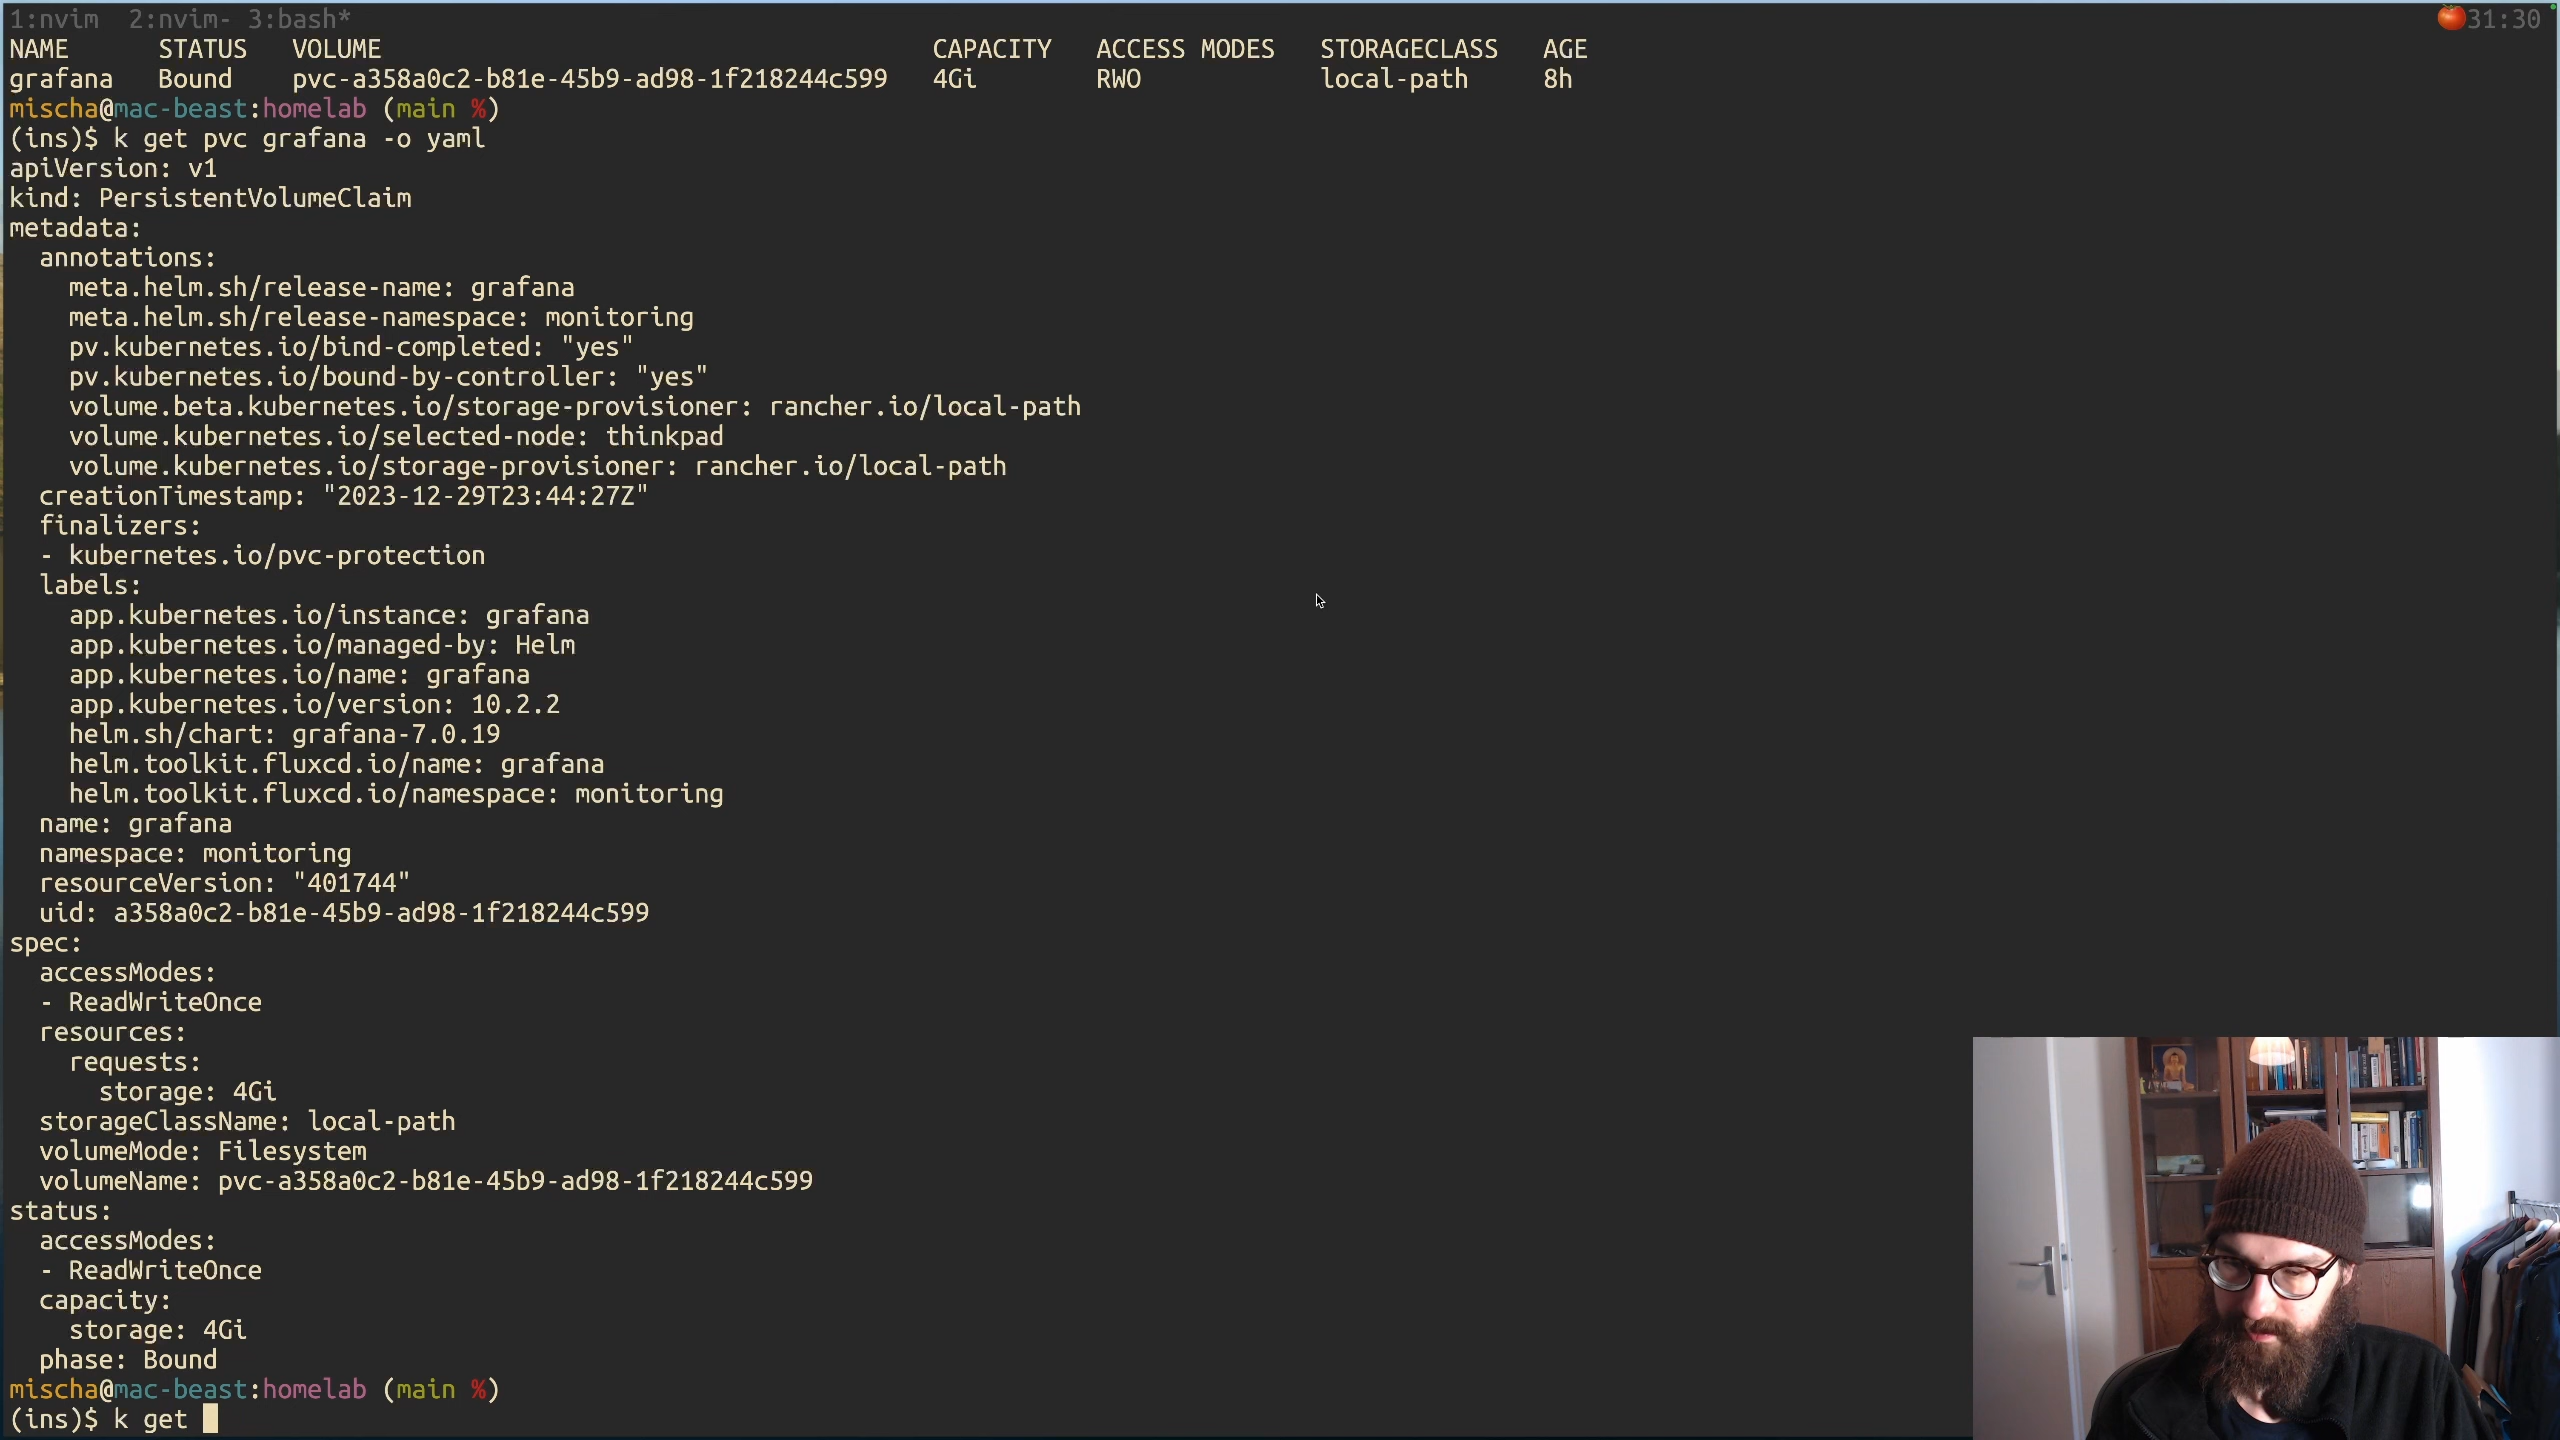 1:nvim  2:nvim- 3:bash*
31:30
NAME      STATUS   VOLUME                                     CAPACITY   ACCESS MODES   STORAGECLASS   AGE
grafana   Bound    pvc-a358a0c2-b81e-45b9-ad98-1f218244c599   4Gi        RWO            local-path     8h
mischa@mac-beast:homelab (main %)
(ins)$ k get pvc grafana -o yaml
apiVersion: v1
kind: PersistentVolumeClaim
metadata:
  annotations:
    meta.helm.sh/release-name: grafana
    meta.helm.sh/release-namespace: monitoring
    pv.kubernetes.io/bind-completed: "yes"
    pv.kubernetes.io/bound-by-controller: "yes"
    volume.beta.kubernetes.io/storage-provisioner: rancher.io/local-path
    volume.kubernetes.io/selected-node: thinkpad
    volume.kubernetes.io/storage-provisioner: rancher.io/local-path
  creationTimestamp: "2023-12-29T23:44:27Z"
  finalizers:
  - kubernetes.io/pvc-protection
  labels:
    app.kubernetes.io/instance: grafana
    app.kubernetes.io/managed-by: Helm
    app.kubernetes.io/name: grafana
    app.kubernetes.io/version: 10.2.2
    helm.sh/chart: grafana-7.0.19
    helm.toolkit.fluxcd.io/name: grafana
    helm.toolkit.fluxcd.io/namespace: monitoring
  name: grafana
  namespace: monitoring
  resourceVersion: "401744"
  uid: a358a0c2-b81e-45b9-ad98-1f218244c599
spec:
  accessModes:
  - ReadWriteOnce
  resources:
    requests:
      storage: 4Gi
  storageClassName: local-path
  volumeMode: Filesystem
  volumeName: pvc-a358a0c2-b81e-45b9-ad98-1f218244c599
status:
  accessModes:
  - ReadWriteOnce
  capacity:
    storage: 4Gi
  phase: Bound
mischa@mac-beast:homelab (main %)
(ins)$ k get